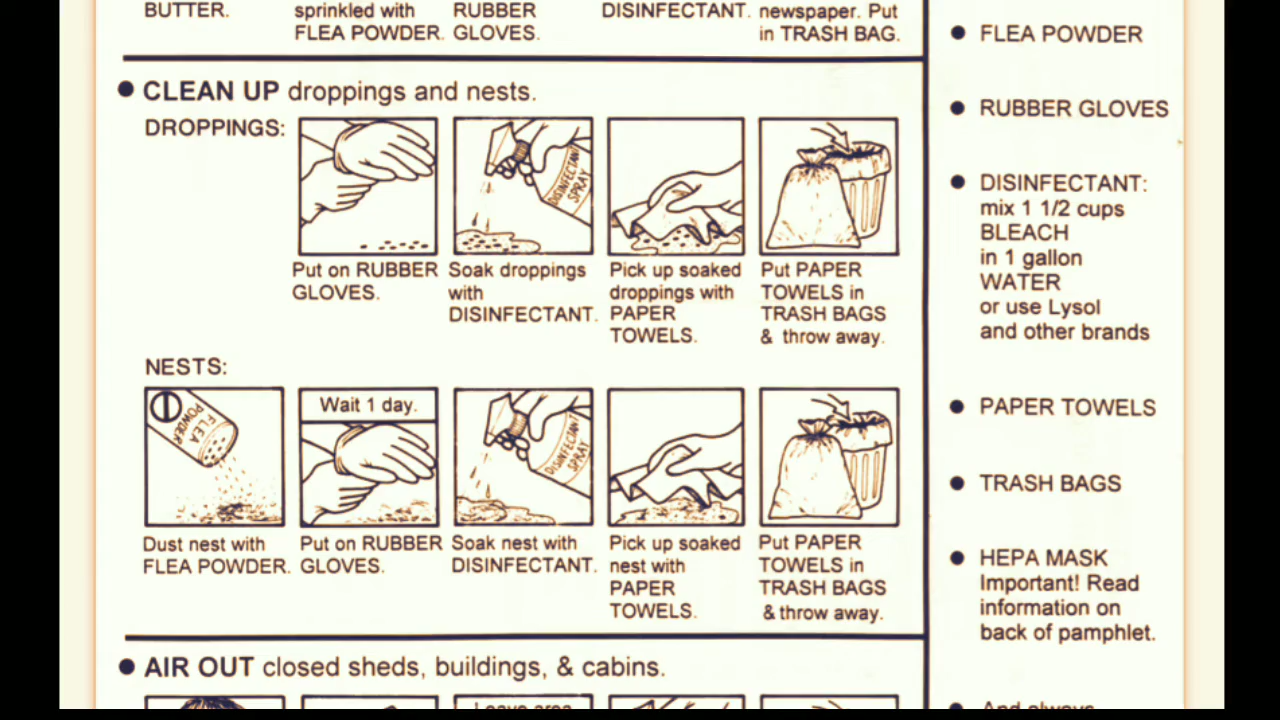 BUTTER.
sprinkled with
FLEA POWDER.
RUBBER
GLOVES.
DISINFECTANT.
newspaper. Put
in TRASH BAG.
● CLEAN UP droppings and nests.
DROPPINGS:
DISINFECTANT
SPRAY
Put on RUBBER
GLOVES.
Soak droppings
with
DISINFECTANT.
Pick up soaked
droppings with
PAPER
TOWELS.
Put PAPER
TOWELS in
TRASH BAGS
& throw away.
NESTS:
FLEA
POWDER
Wait 1 day.
DISINFECTANT
SPRAY
Dust nest with
FLEA POWDER.
Put on RUBBER
GLOVES.
Soak nest with
DISINFECTANT.
Pick up soaked
nest with
PAPER
TOWELS.
Put PAPER
TOWELS in
TRASH BAGS
& throw away.
● AIR OUT closed sheds, buildings, & cabins.
Leave area
● FLEA POWDER
● RUBBER GLOVES
● DISINFECTANT:
mix 1 1/2 cups
BLEACH
in 1 gallon
WATER
or use Lysol
and other brands
● PAPER TOWELS
● TRASH BAGS
● HEPA MASK
Important! Read
information on
back of pamphlet.
● And always